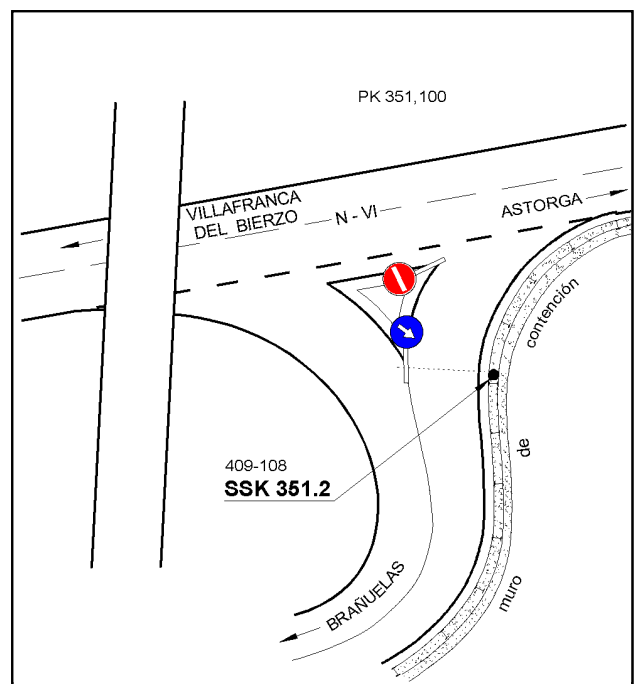 PK 351,100
VILLAFRANCA
DEL BIERZO
N - VI
ASTORGA
contención
de
muro
409-108
SSK 351.2
BRAÑUELAS